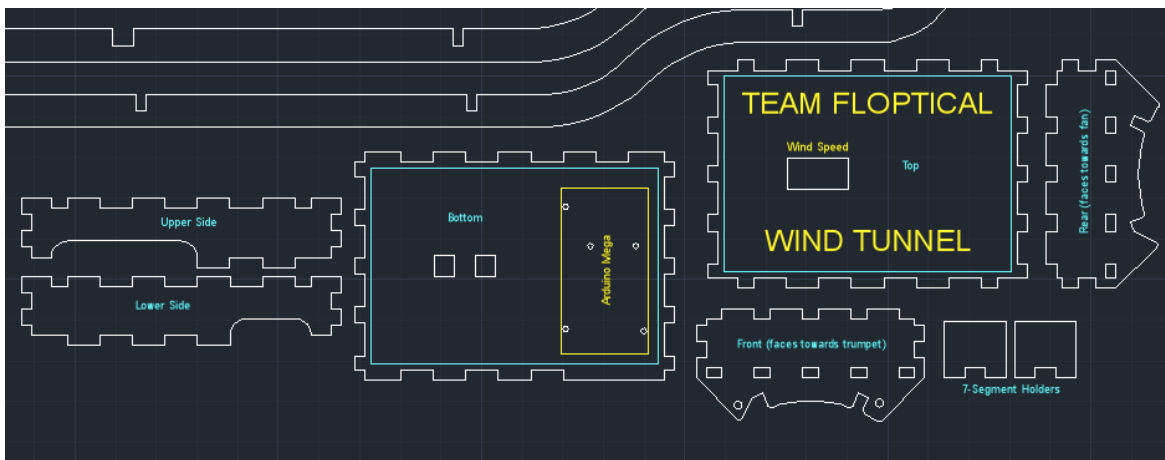 TEAM FLOPTICAL
Wind Speed
Top
WIND TUNNEL
Rear (faces towards fan)
Bottom
Arduino Mega
Upper Side
Lower Side
Front (faces towards trumpet)
7-Segment Holders